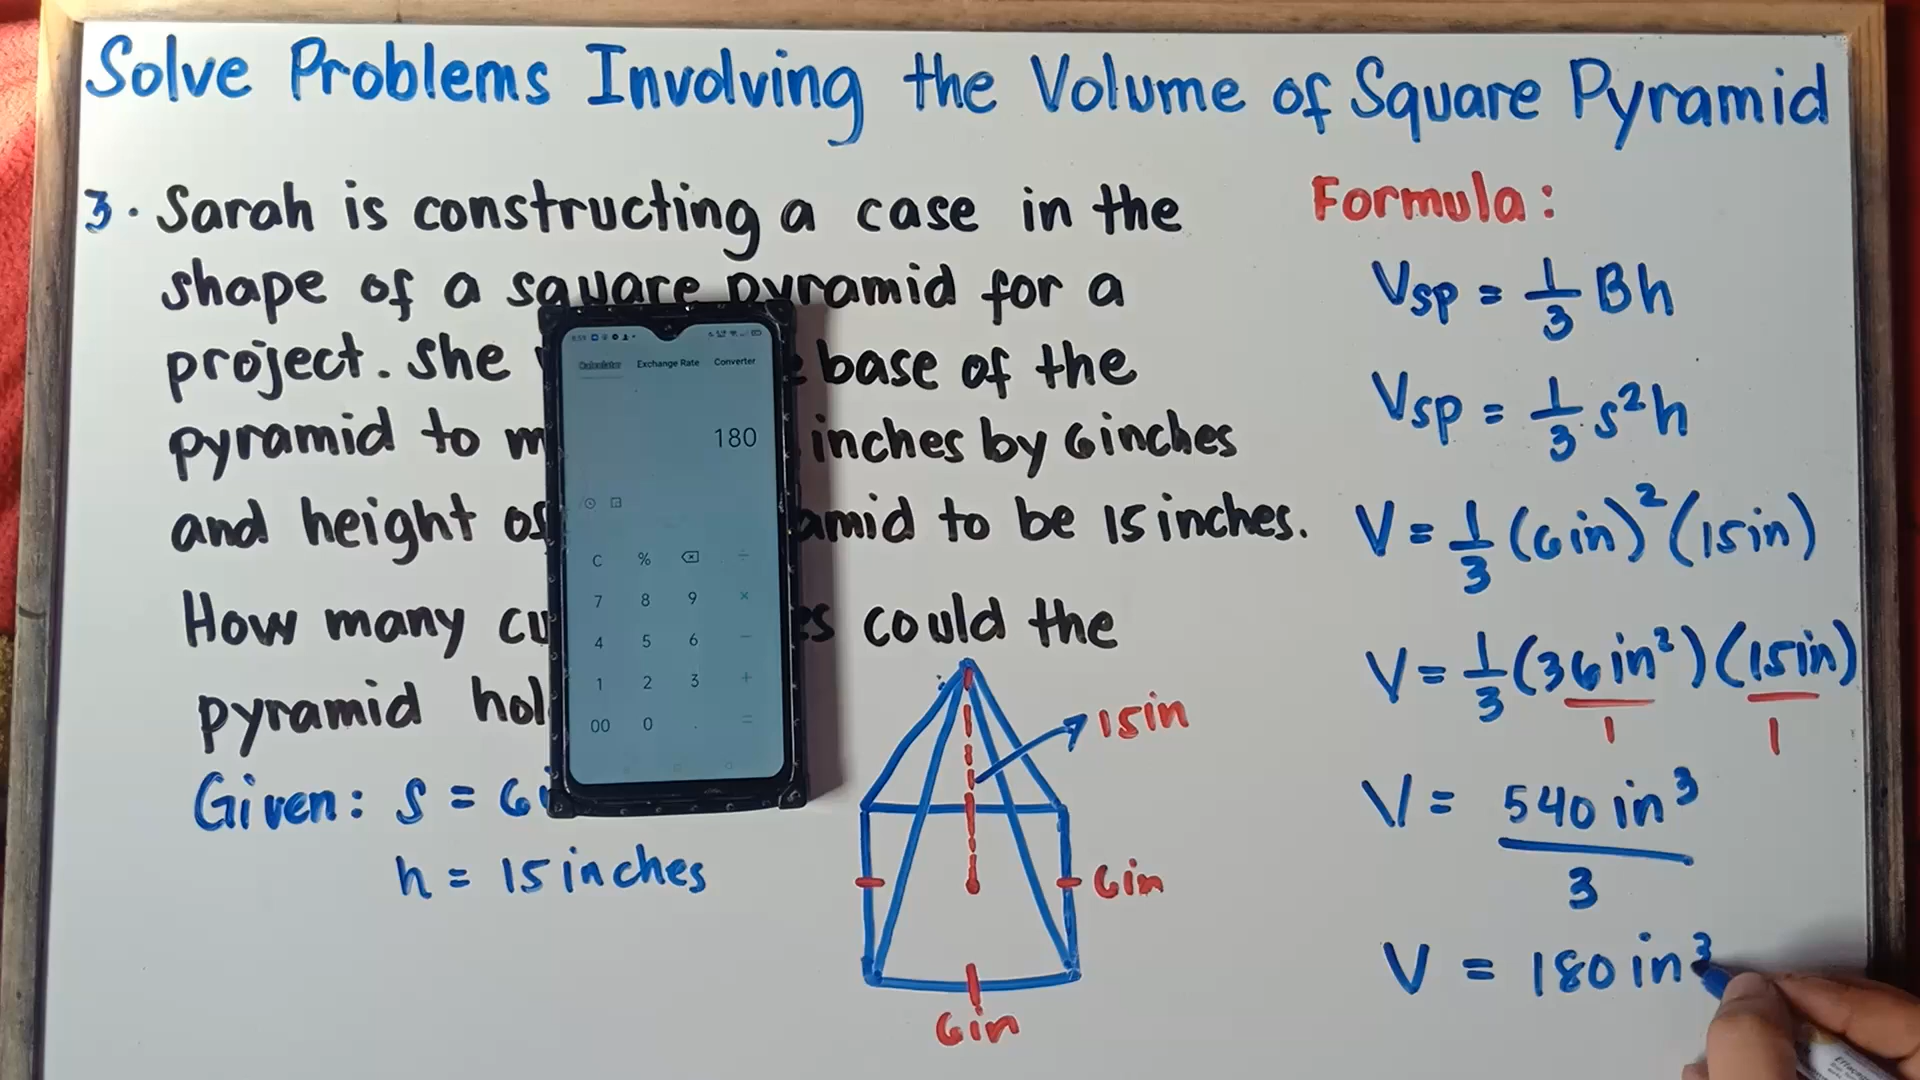 Solve Problems Involving the Volume of Square Pyramid
3. Sarah is constructing a case in the
shape of a square pyramid for a
project. She base of the
pyramid to inches by 6 inches
and height of amid to be 15 inches.
How many could the
pyramid
Given: s = 6
h = 15 inches
Calculator Exchange Rate Converter
180
C %
7 8 9 ×
4 5 6 −
1 2 3 +
00 0 . =
15in
6in
6in
Formula:
Vsp = 1/3 Bh
Vsp = 1/3 s²h
V = 1/3 (6in)² (15in)
V = 1/3 (36in²) (15in)
1 1
V = 540 in³
3
V = 180 in³